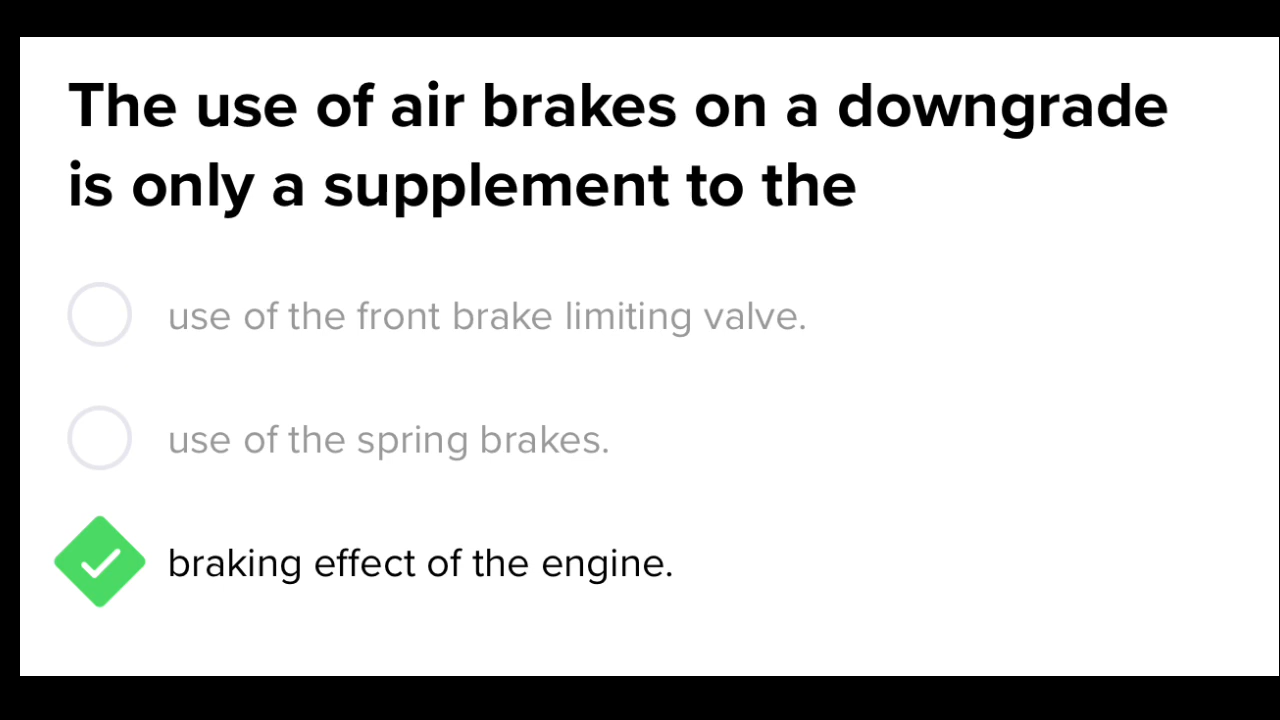 The use of air brakes on a downgrade
is only a supplement to the
use of the front brake limiting valve.
use of the spring brakes.
braking effect of the engine.